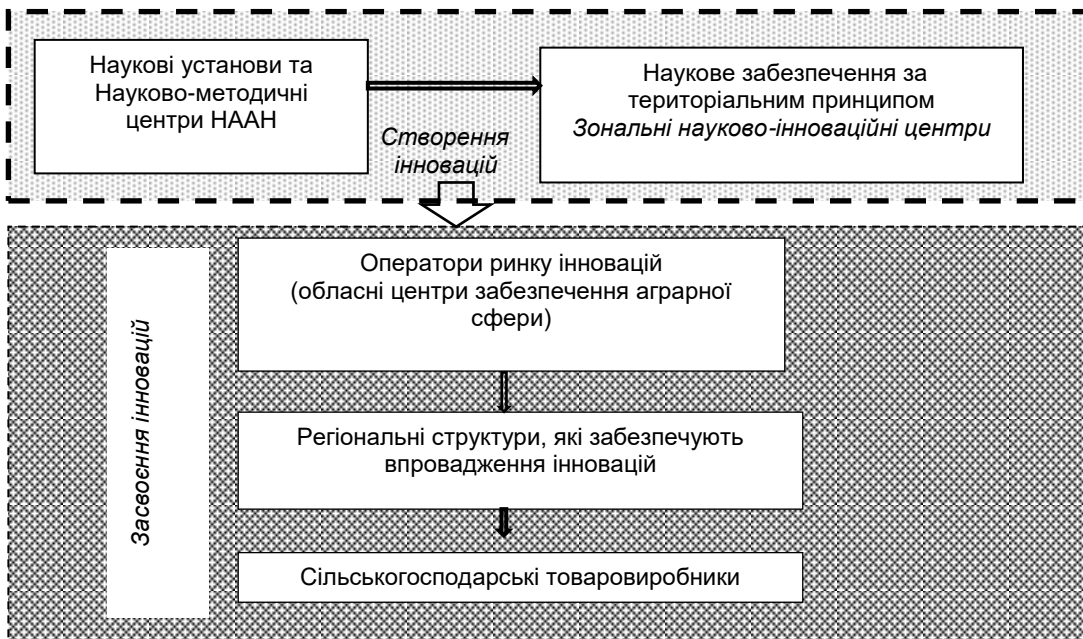 Наукові установи та
Науково-методичні
центри НААН
Наукове забезпечення за
територіальним принципом
Зональні науково-інноваційні центри
Створення
інновацій
Засвоєння інновацій
Оператори ринку інновацій
(обласні центри забезпечення аграрної
сфери)
Регіональні структури, які забезпечують
впровадження інновацій
Сільськогосподарські товаровиробники